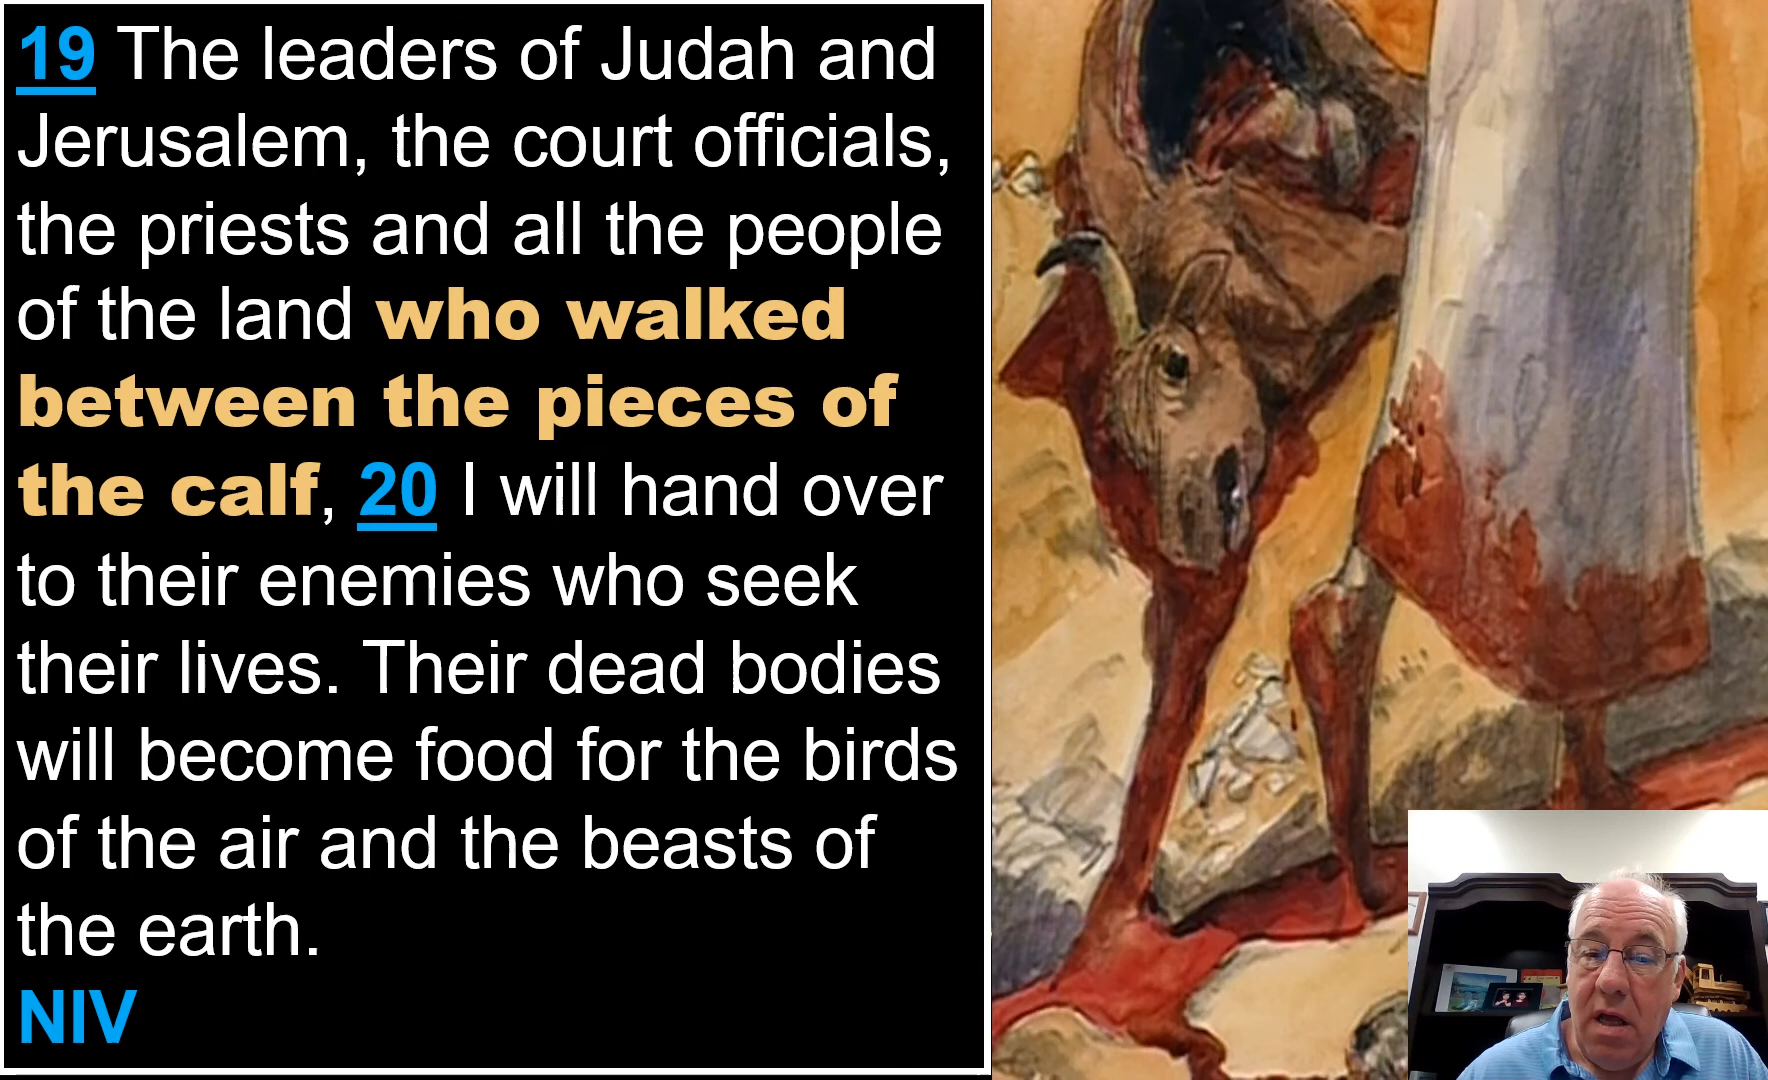 19 The leaders of Judah and
Jerusalem, the court officials,
the priests and all the people
of the land who walked
between the pieces of
the calf, 20 I will hand over
to their enemies who seek
their lives. Their dead bodies
will become food for the birds
of the air and the beasts of
the earth.
NIV